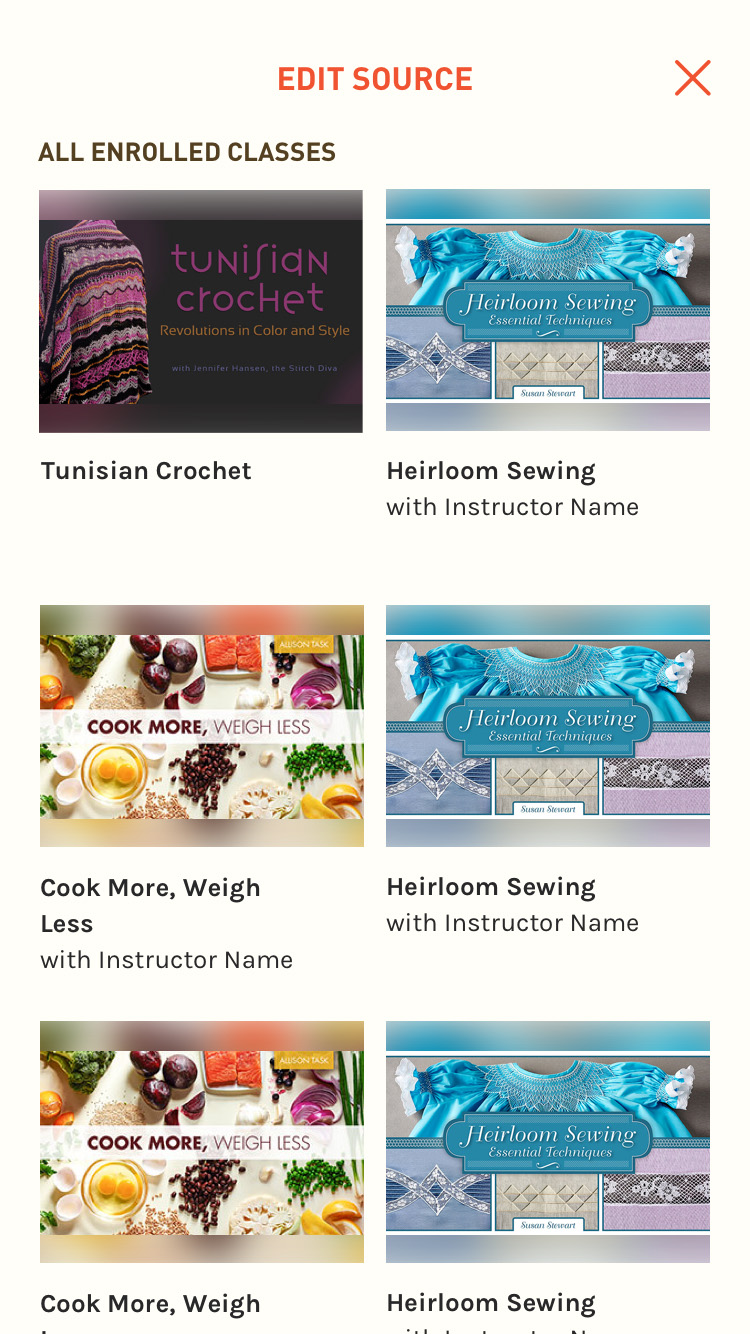 EDIT SOURCE
ALL ENROLLED CLASSES
tunisian
crochet
Revolutions in Color and Style
with Jennifer Hansen, the Stitch Diva
Heirloom Sewing
Essential Techniques
Susan Stewart
Tunisian Crochet
Heirloom Sewing
with Instructor Name
ALLISON TASK
COOK MORE, WEIGH LESS
Heirloom Sewing
Essential Techniques
Susan Stewart
Cook More, Weigh
Less
with Instructor Name
Heirloom Sewing
with Instructor Name
ALLISON TASK
COOK MORE, WEIGH LESS
Heirloom Sewing
Essential Techniques
Susan Stewart
Cook More, Weigh
Heirloom Sewing